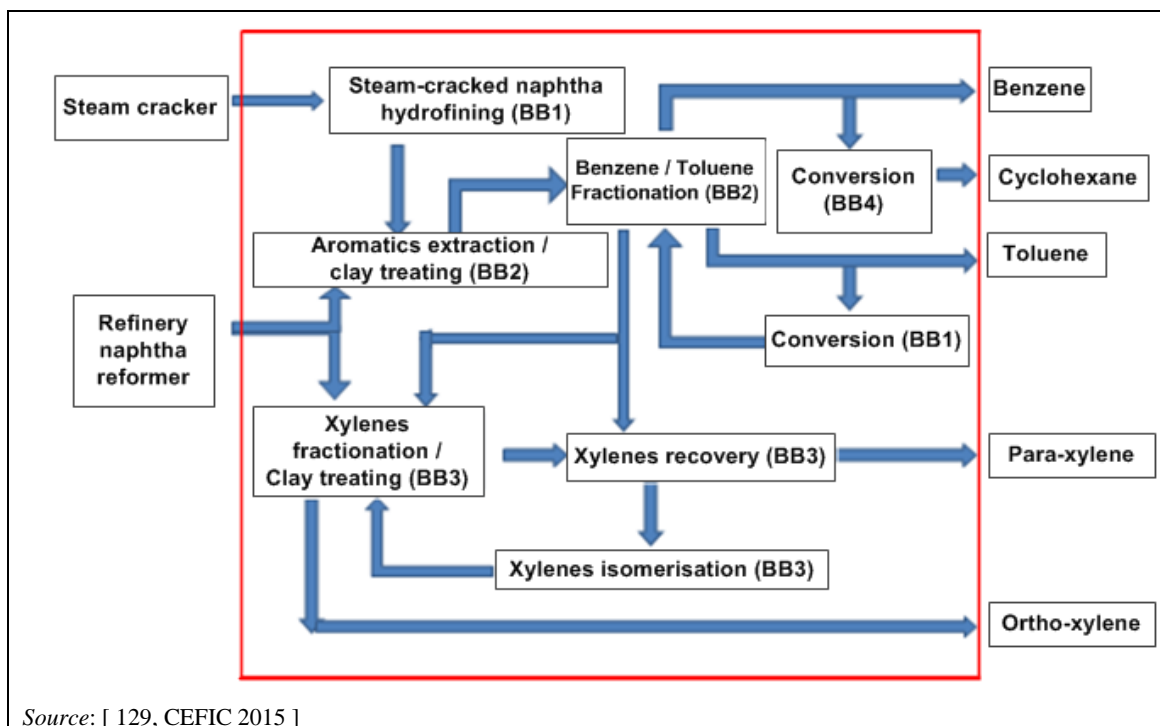 Steam cracker
Steam-cracked naphtha
hydrofining (BB1)
Benzene
Benzene / Toluene
Fractionation (BB2)
Conversion
(BB4)
Cyclohexane
Aromatics extraction /
clay treating (BB2)
Toluene
Refinery
naphtha
reformer
Conversion (BB1)
Xylenes
fractionation /
Clay treating (BB3)
Xylenes recovery (BB3)
Para-xylene
Xylenes isomerisation (BB3)
Ortho-xylene
Source: [ 129, CEFIC 2015 ]